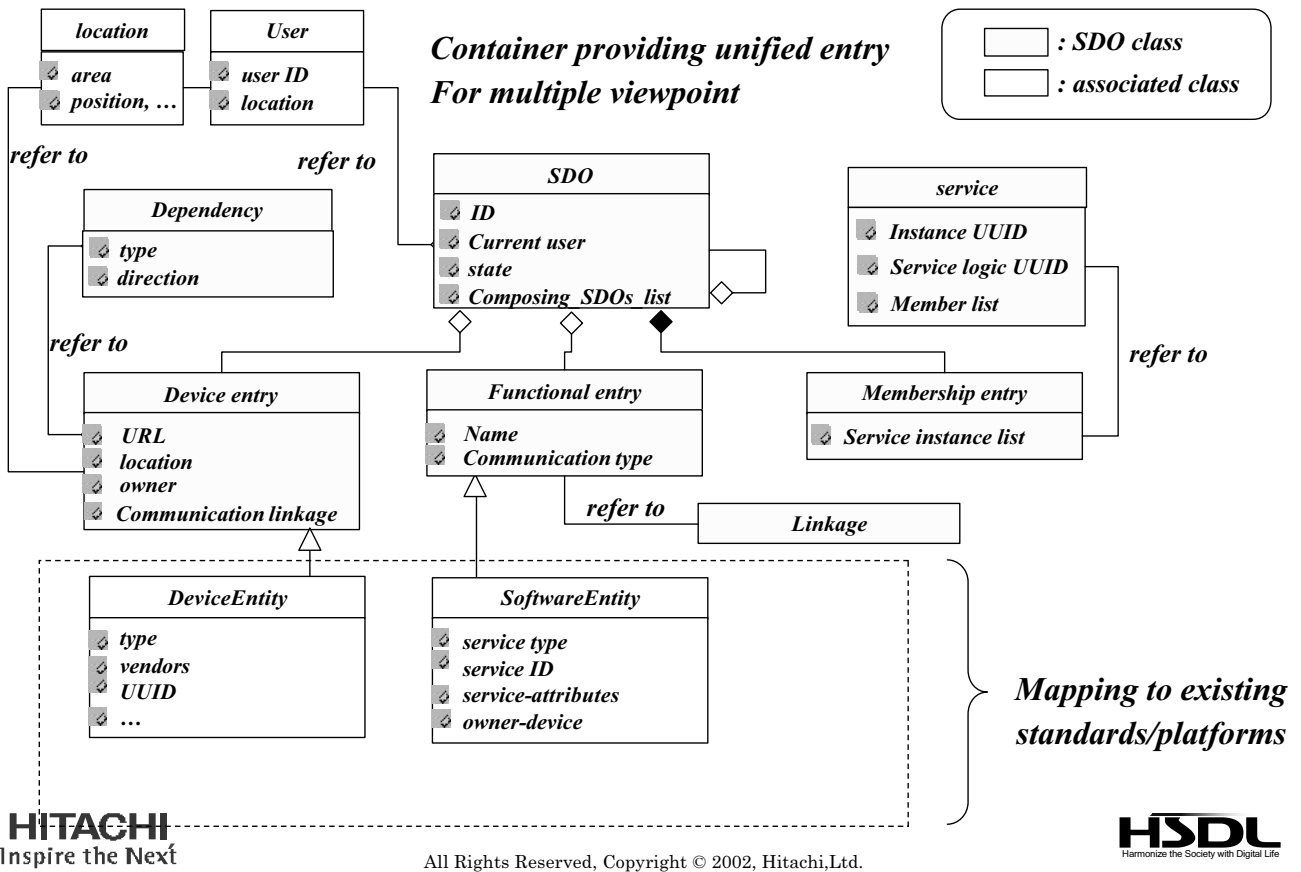 location
area
position, …
User
user ID
location
Container providing unified entry
For multiple viewpoint
: SDO class
: associated class
refer to
refer to
Dependency
type
direction
SDO
ID
Current user
state
Composing_SDOs_list
service
Instance UUID
Service logic UUID
Member list
refer to
refer to
Device entry
URL
location
owner
Communication linkage
Functional entry
Name
Communication type
Membership entry
Service instance list
refer to
Linkage
DeviceEntity
type
vendors
UUID
…
SoftwareEntity
service type
service ID
service-attributes
owner-device
Mapping to existing
standards/platforms
HITACHI
Inspire the Next
All Rights Reserved, Copyright © 2002, Hitachi,Ltd.
HSDL
Harmonize the Society with Digital Life